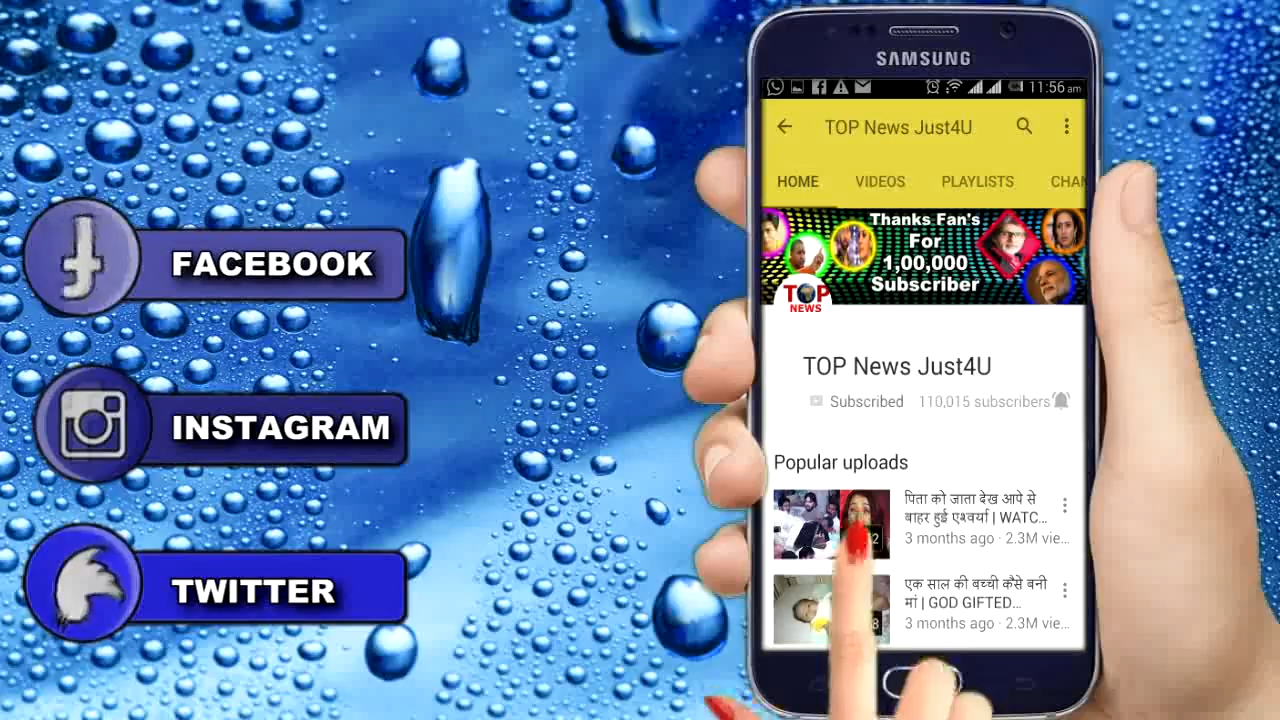 FACEBOOK
INSTAGRAM
TWITTER
SAMSUNG
11:56 am
TOP News Just4U
HOME VIDEOS PLAYLISTS CHAN
Thanks Fan's
For
1,00,000
Subscriber
TOP
NEWS
TOP News Just4U
Subscribed 110,015 subscribers
Popular uploads
पिता को जाता देख आपे से
बाहर हुई एश्वर्या | WATC...
3 months ago · 2.3M vie...
एक साल की बच्ची कैसे बनी
मां | GOD GIFTED...
3 months ago · 2.3M vie...